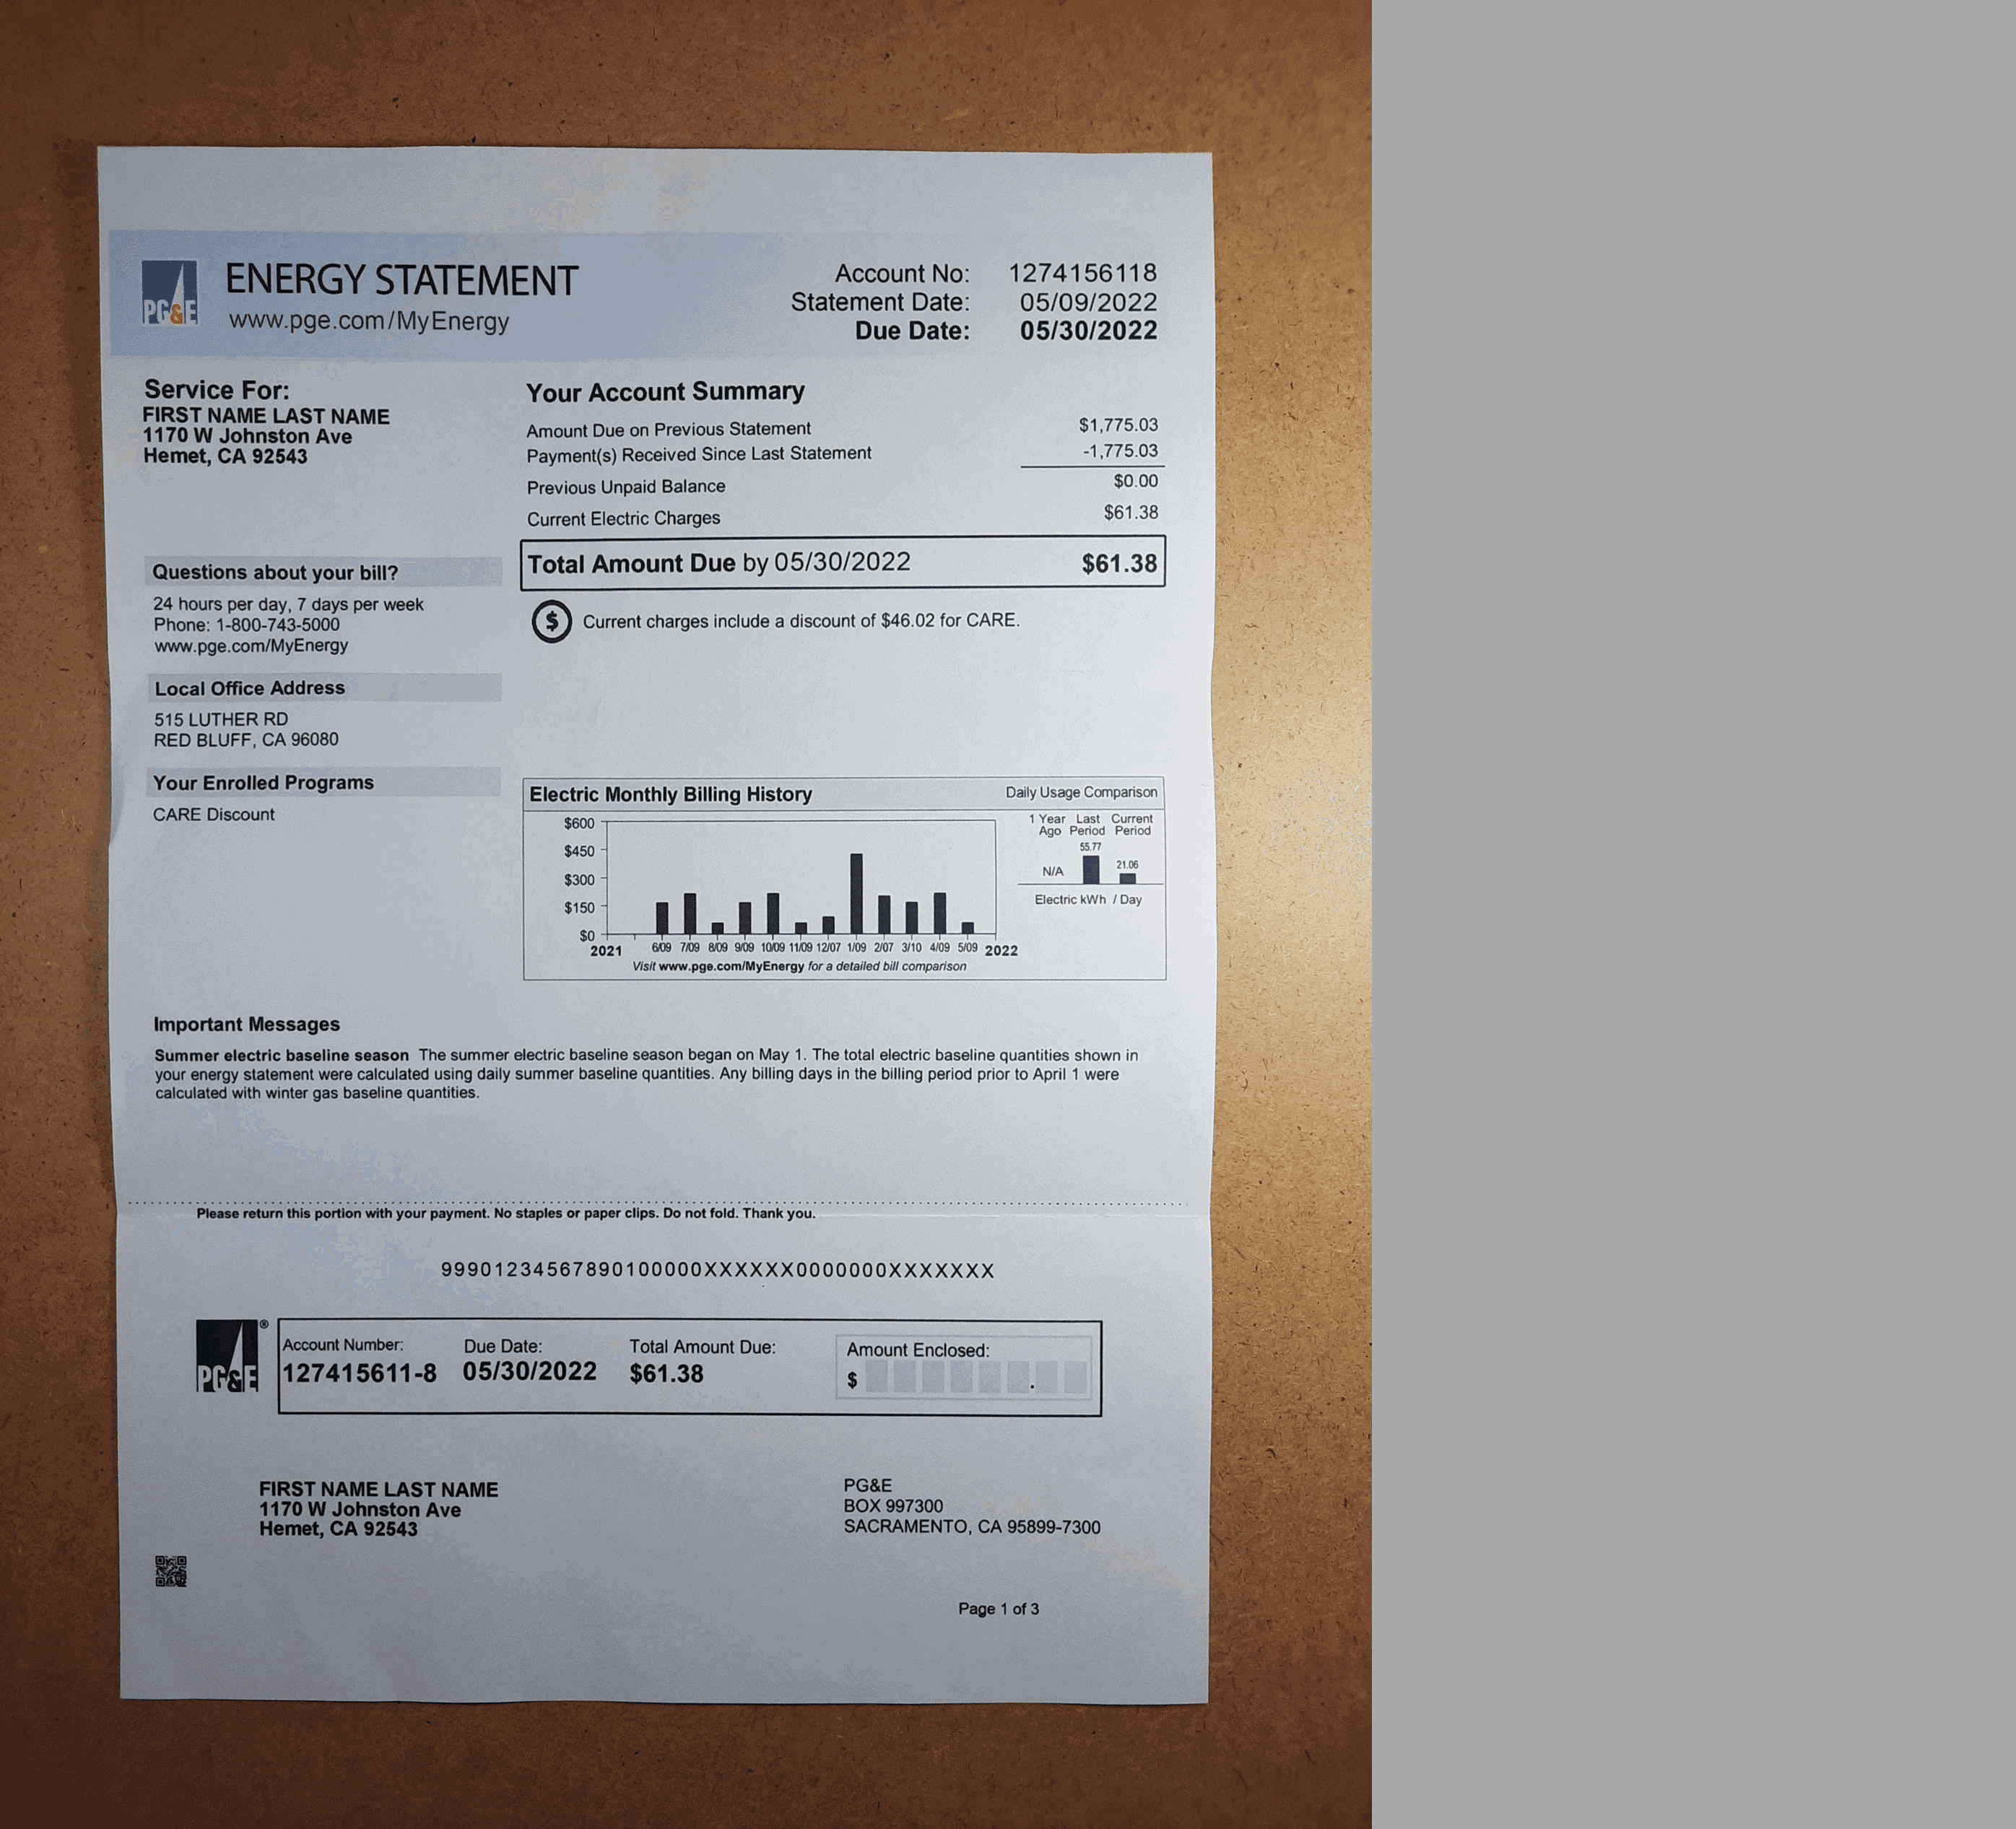 PG&E
ENERGY STATEMENT
www.pge.com/MyEnergy
Account No: 1274156118
Statement Date: 05/09/2022
Due Date: 05/30/2022
Service For:
FIRST NAME LAST NAME
1170 W Johnston Ave
Hemet, CA 92543
Questions about your bill?
24 hours per day, 7 days per week
Phone: 1-800-743-5000
www.pge.com/MyEnergy
Local Office Address
515 LUTHER RD
RED BLUFF, CA 96080
Your Enrolled Programs
CARE Discount
Your Account Summary
Amount Due on Previous Statement $1,775.03
Payment(s) Received Since Last Statement -1,775.03
Previous Unpaid Balance $0.00
Current Electric Charges $61.38
Total Amount Due by 05/30/2022 $61.38
$ Current charges include a discount of $46.02 for CARE.
Electric Monthly Billing History
$600
$450
$300
$150
$0
2021 6/09 7/09 8/09 9/09 10/09 11/09 12/07 1/09 2/07 3/10 4/09 5/09 2022
Visit www.pge.com/MyEnergy for a detailed bill comparison
Daily Usage Comparison
1 Year Last Current
Ago Period Period
55.77
N/A 21.06
Electric kWh / Day
Important Messages
Summer electric baseline season The summer electric baseline season began on May 1. The total electric baseline quantities shown in
your energy statement were calculated using daily summer baseline quantities. Any billing days in the billing period prior to April 1 were
calculated with winter gas baseline quantities.
Please return this portion with your payment. No staples or paper clips. Do not fold. Thank you.
99901234567890100000XXXXXX0000000XXXXXXX
PG&E ®
Account Number: Due Date: Total Amount Due: Amount Enclosed:
127415611-8 05/30/2022 $61.38 $ .
FIRST NAME LAST NAME
1170 W Johnston Ave
Hemet, CA 92543
PG&E
BOX 997300
SACRAMENTO, CA 95899-7300
Page 1 of 3